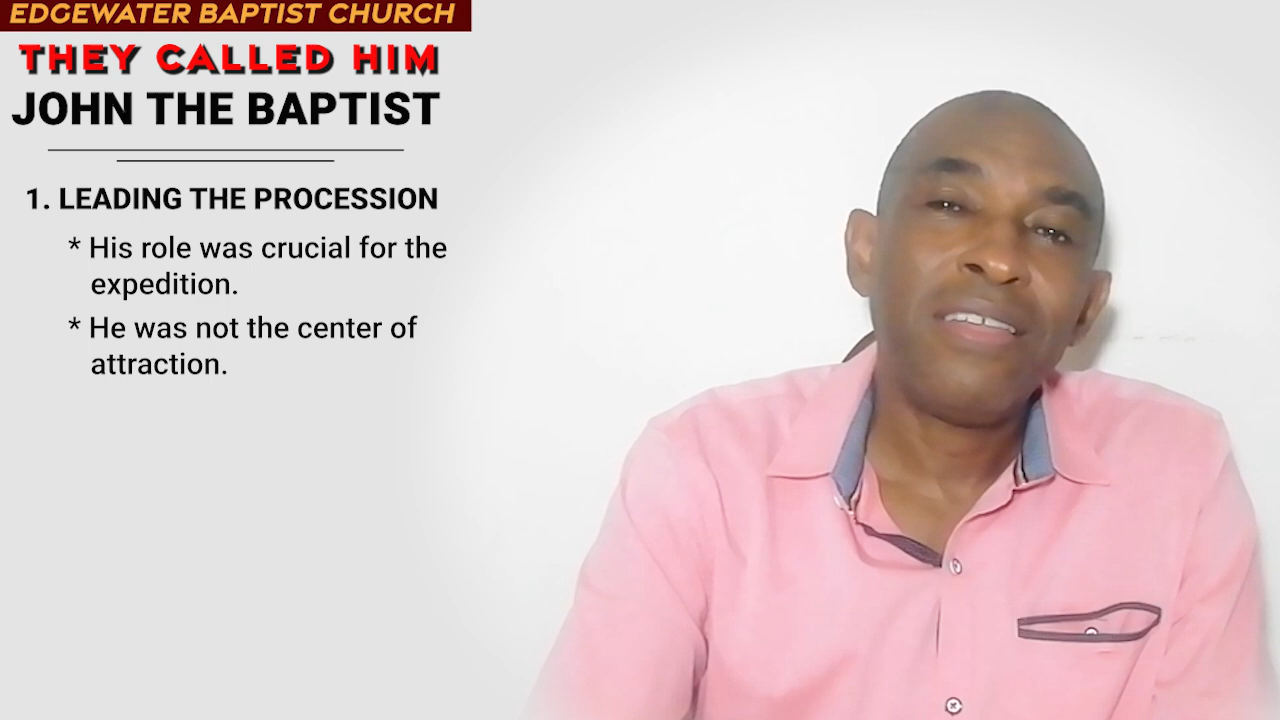 EDGEWATER BAPTIST CHURCH
THEY CALLED HIM
JOHN THE BAPTIST
1. LEADING THE PROCESSION
* His role was crucial for the
expedition.
* He was not the center of
attraction.